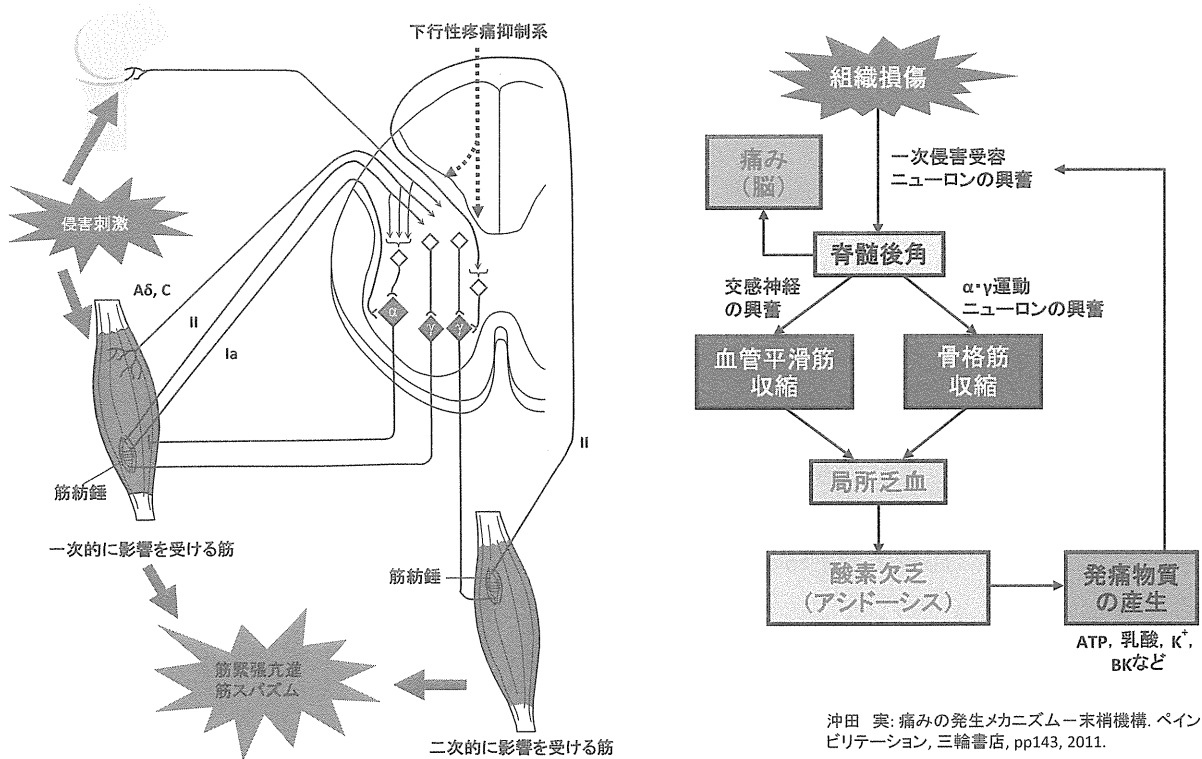 下行性疼痛抑制系
侵害刺激
Aδ, C
II
Ia
α
γ
γ
II
筋紡錘
一次的に影響を受ける筋
筋紡錘
筋緊張亢進
筋スパズム
二次的に影響を受ける筋
組織損傷
痛み
(脳)
一次侵害受容
ニューロンの興奮
脊髄後角
交感神経
の興奮
α・γ運動
ニューロンの興奮
血管平滑筋
収縮
骨格筋
収縮
局所乏血
酸素欠乏
(アシドーシス)
発痛物質
の産生
ATP, 乳酸, K⁺,
BKなど
沖田 実: 痛みの発生メカニズム－末梢機構. ペイン
ビリテーション, 三輪書店, pp143, 2011.